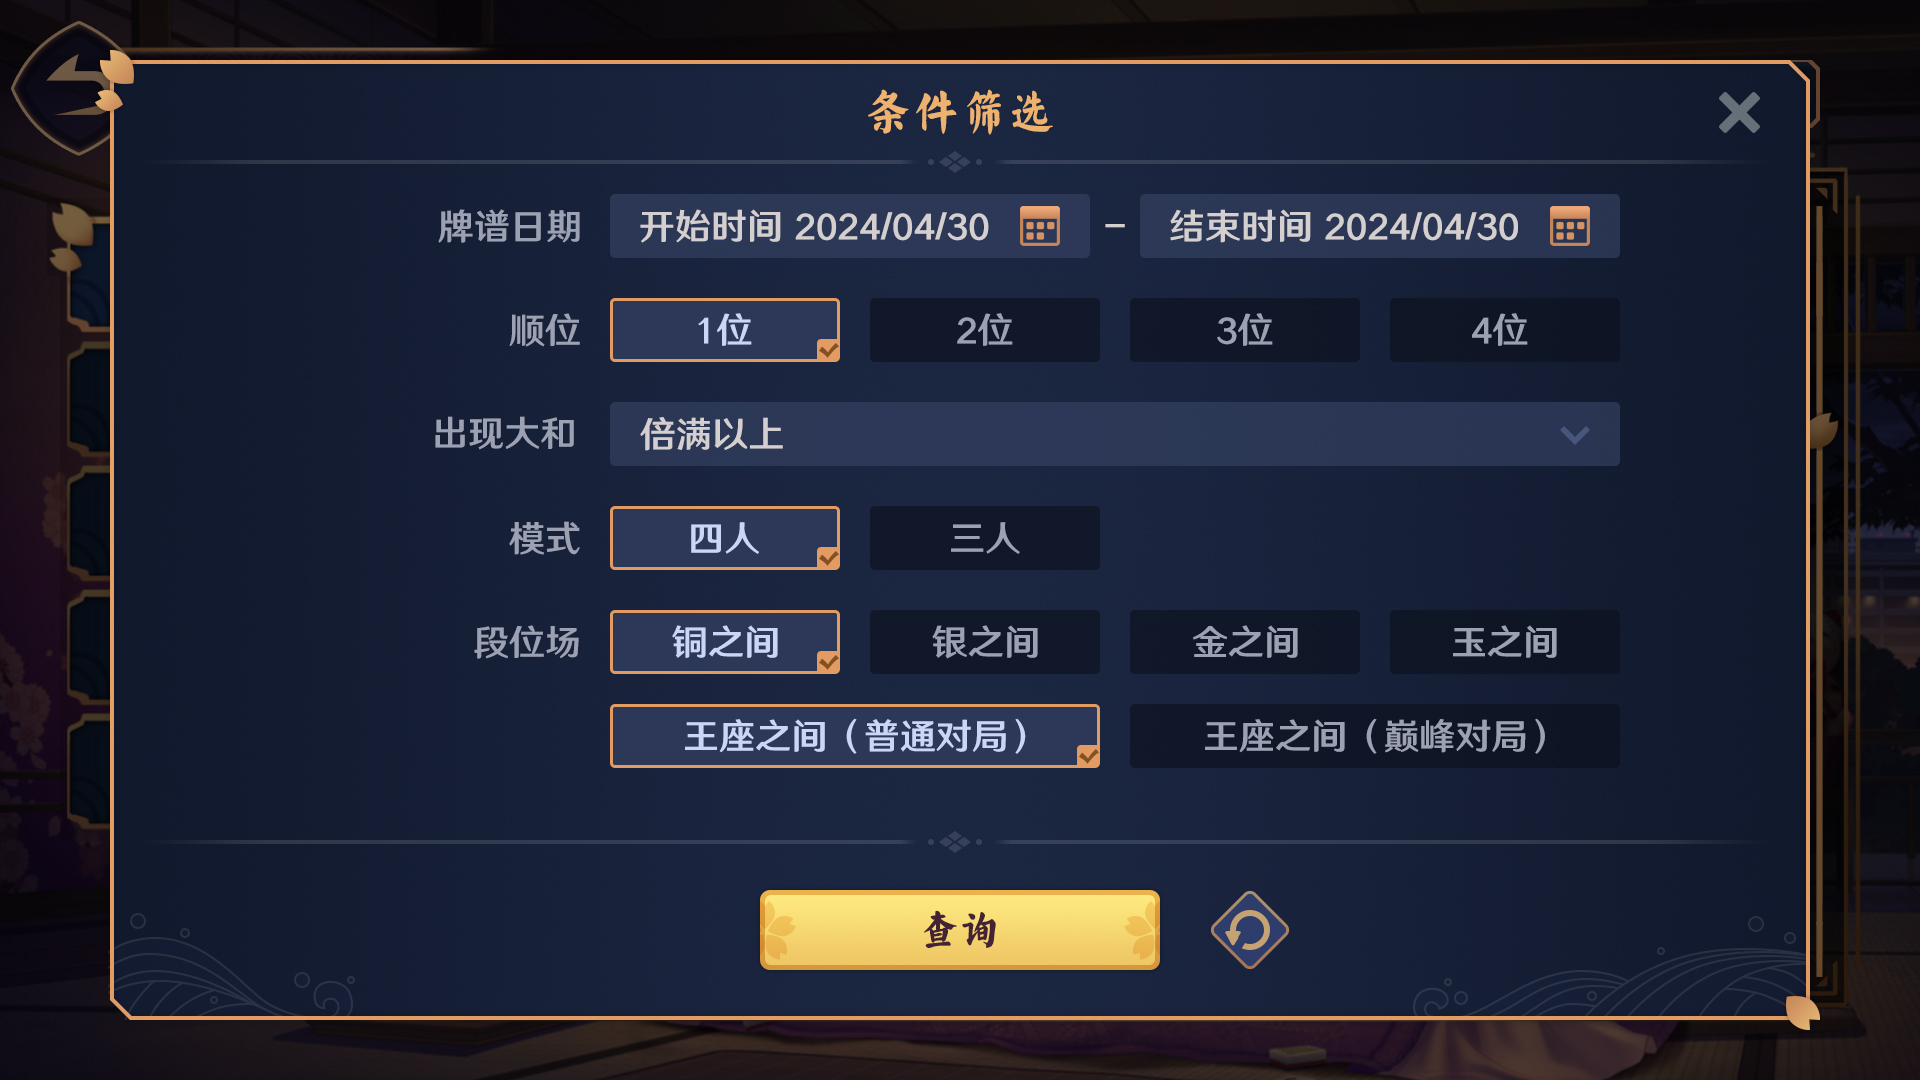 条件筛选
牌谱日期 开始时间 2024/04/30 – 结束时间 2024/04/30
顺位 1位 2位 3位 4位
出现大和 倍满以上
模式 四人 三人
段位场 铜之间 银之间 金之间 玉之间
王座之间（普通对局） 王座之间（巅峰对局）
查询